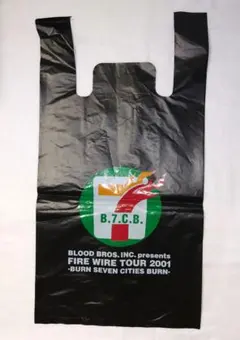 B.7.C.B.
BLOOD BROS. INC. presents
FIRE WIRE TOUR 2001
-BURN SEVEN CITIES BURN-